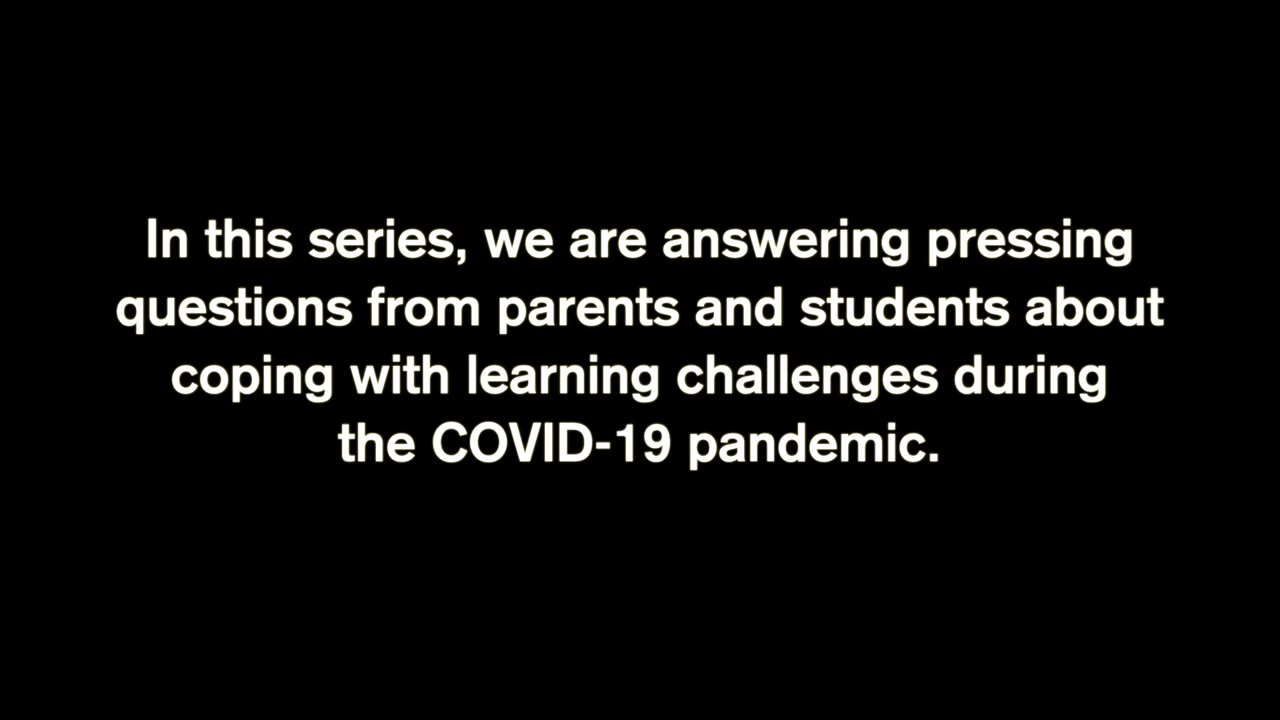 In this series, we are answering pressing
questions from parents and students about
coping with learning challenges during
the COVID-19 pandemic.